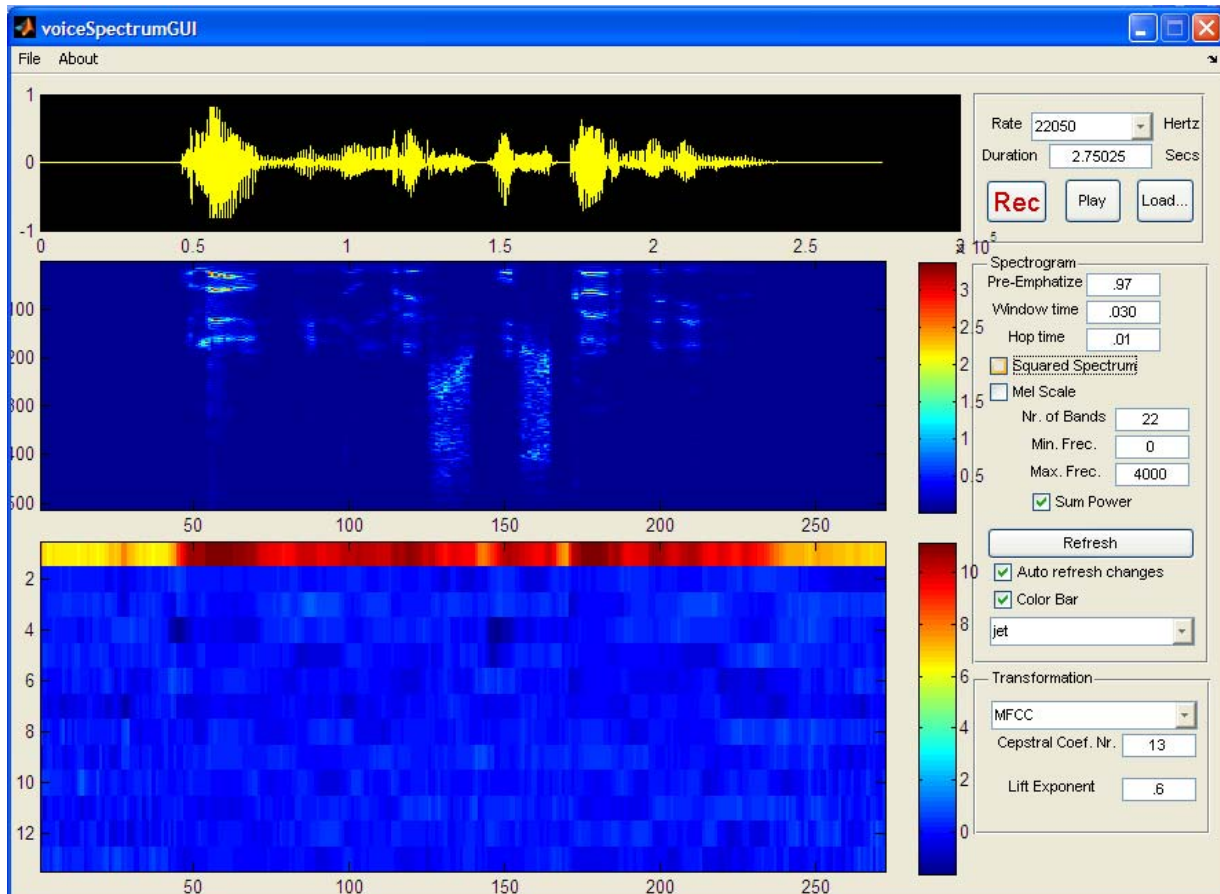 voiceSpectrumGUI
File About
1
0
-1
0 0.5 1 1.5 2 2.5 3
x 10^5
Rate 22050 Hertz
Duration 2.75025 Secs
Rec Play Load...
100
200
300
400
500
50 100 150 200 250
3
2.5
2
1.5
1
0.5
Spectrogram
Pre-Emphatize .97
Window time .030
Hop time .01
Squared Spectrum
Mel Scale
Nr. of Bands 22
Min. Frec. 0
Max. Frec. 4000
Sum Power
Refresh
Auto refresh changes
Color Bar
jet
2
4
6
8
10
12
50 100 150 200 250
10
8
6
4
2
0
Transformation
MFCC
Cepstral Coef. Nr. 13
Lift Exponent .6